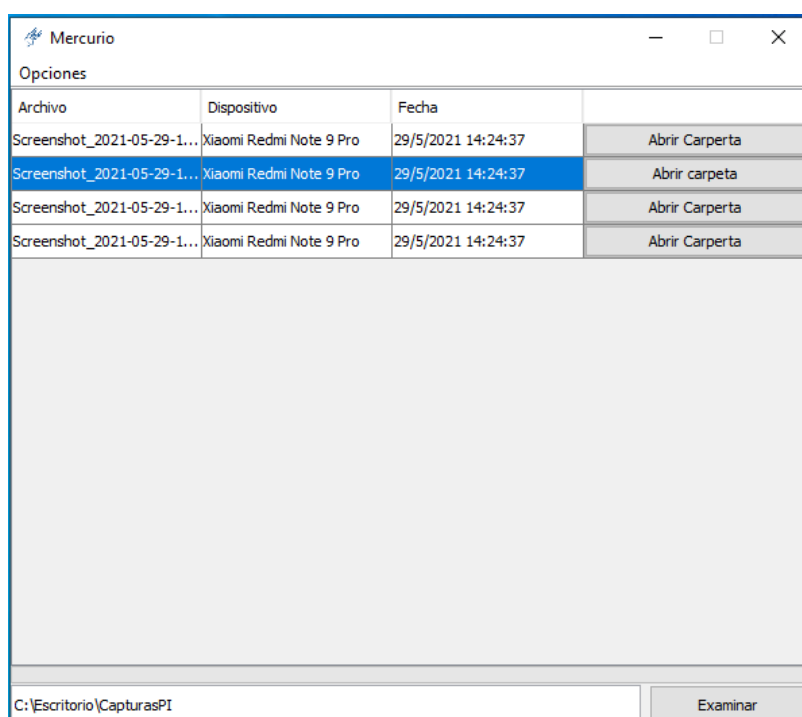 Mercurio
Opciones
Archivo Dispositivo Fecha
Screenshot_2021-05-29-1... Xiaomi Redmi Note 9 Pro 29/5/2021 14:24:37 Abrir Carperta
Screenshot_2021-05-29-1... Xiaomi Redmi Note 9 Pro 29/5/2021 14:24:37 Abrir carpeta
Screenshot_2021-05-29-1... Xiaomi Redmi Note 9 Pro 29/5/2021 14:24:37 Abrir Carperta
Screenshot_2021-05-29-1... Xiaomi Redmi Note 9 Pro 29/5/2021 14:24:37 Abrir Carperta
C:\Escritorio\CapturasPI Examinar